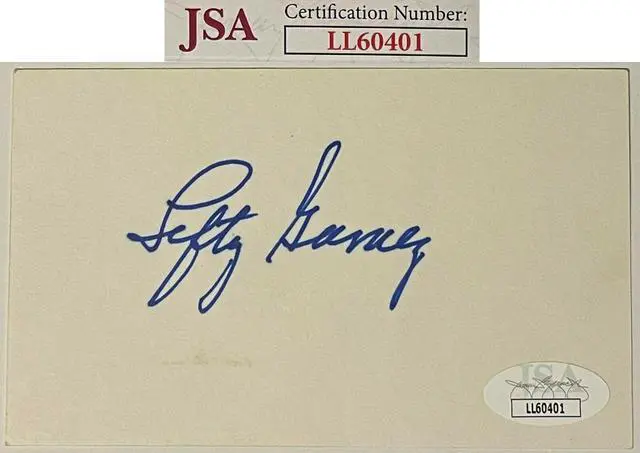 JSA
Certification Number:
LL60401
Lefty Gomez
JSA
LL60401